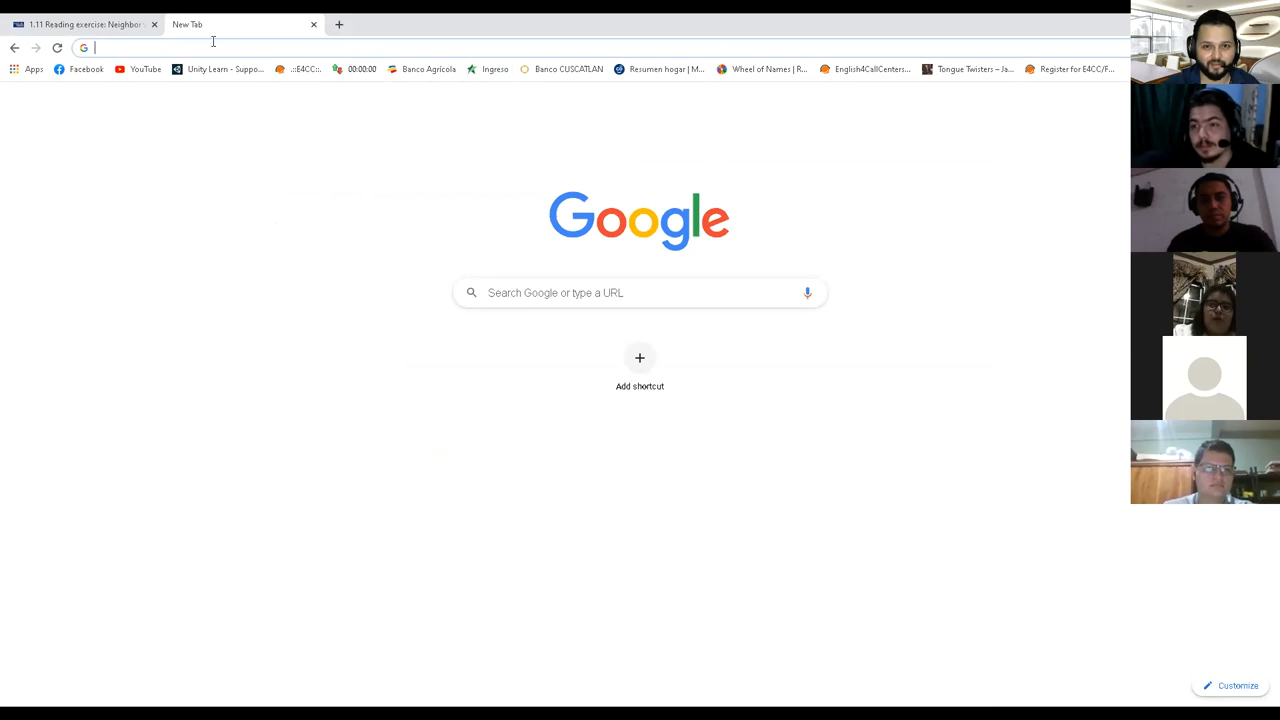 1.11 Reading exercise: Neighbor
New Tab
Apps
Facebook
YouTube
Unity Learn - Suppo...
.::E4CC::.
00:00:00
Banco Agrícola
Ingreso
Banco CUSCATLAN
Resumen hogar | M...
Wheel of Names | R...
English4CallCenters...
Tongue Twisters – Ja...
Register for E4CC/F...
Google
Search Google or type a URL
Add shortcut
Customize